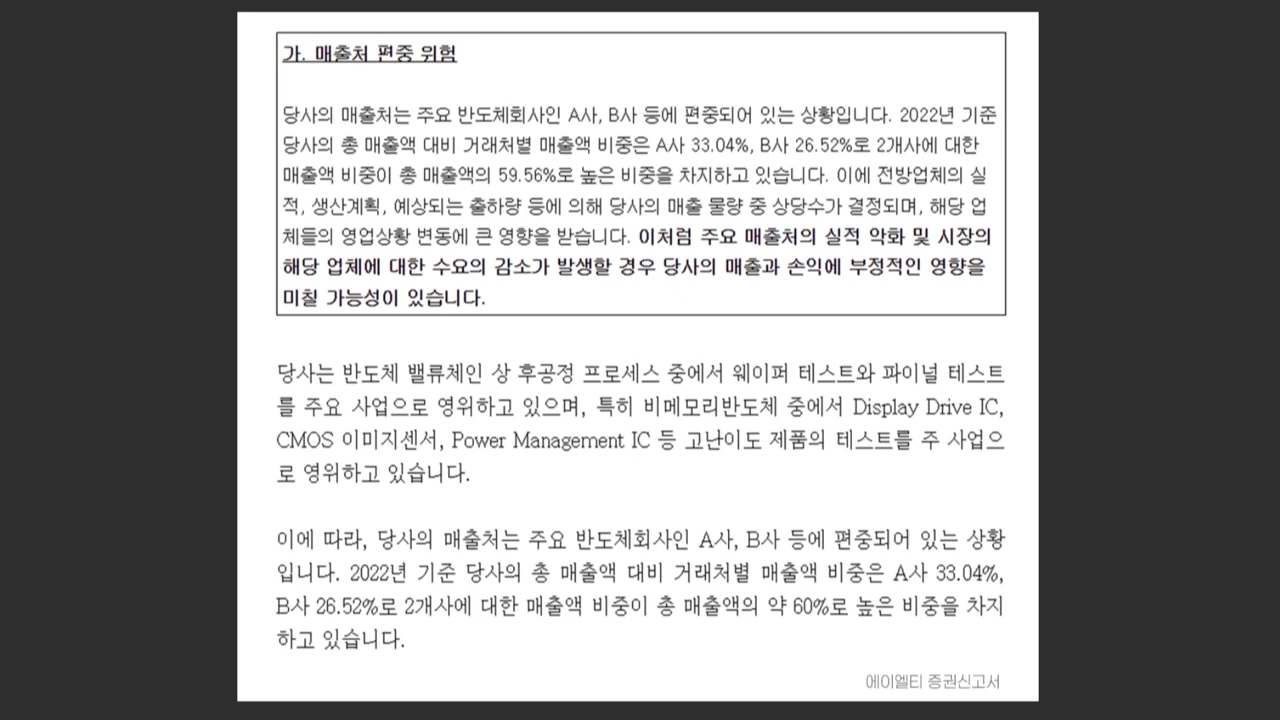 가. 매출처 편중 위험
당사의 매출처는 주요 반도체회사인 A사, B사 등에 편중되어 있는 상황입니다. 2022년 기준
당사의 총 매출액 대비 거래처별 매출액 비중은 A사 33.04%, B사 26.52%로 2개사에 대한
매출액 비중이 총 매출액의 59.56%로 높은 비중을 차지하고 있습니다. 이에 전방업체의 실
적, 생산계획, 예상되는 출하량 등에 의해 당사의 매출 물량 중 상당수가 결정되며, 해당 업
체들의 영업상황 변동에 큰 영향을 받습니다. 이처럼 주요 매출처의 실적 악화 및 시장의
해당 업체에 대한 수요의 감소가 발생할 경우 당사의 매출과 손익에 부정적인 영향을
미칠 가능성이 있습니다.
당사는 반도체 밸류체인 상 후공정 프로세스 중에서 웨이퍼 테스트와 파이널 테스트
를 주요 사업으로 영위하고 있으며, 특히 비메모리반도체 중에서 Display Drive IC,
CMOS 이미지센서, Power Management IC 등 고난이도 제품의 테스트를 주 사업으
로 영위하고 있습니다.
이에 따라, 당사의 매출처는 주요 반도체회사인 A사, B사 등에 편중되어 있는 상황
입니다. 2022년 기준 당사의 총 매출액 대비 거래처별 매출액 비중은 A사 33.04%,
B사 26.52%로 2개사에 대한 매출액 비중이 총 매출액의 약 60%로 높은 비중을 차지
하고 있습니다.
에이엘티 증권신고서